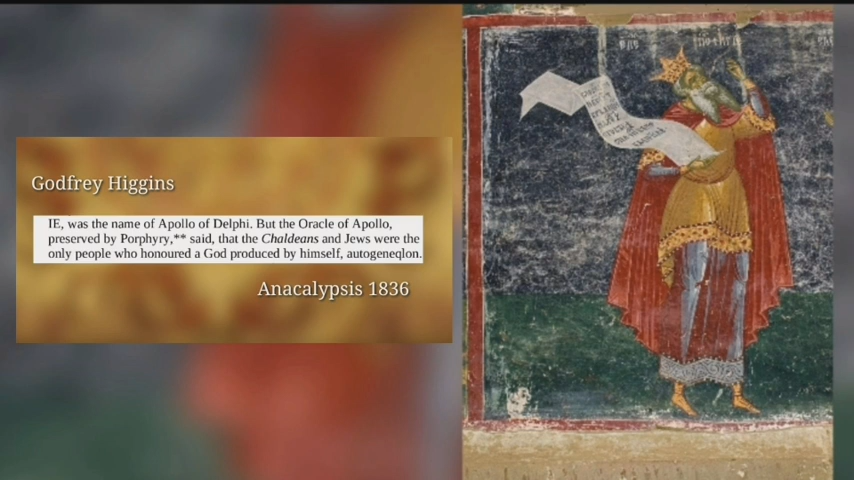 Godfrey Higgins
IE, was the name of Apollo of Delphi. But the Oracle of Apollo,
preserved by Porphyry,** said, that the Chaldeans and Jews were the
only people who honoured a God produced by himself, autogeneqlon.
Anacalypsis 1836